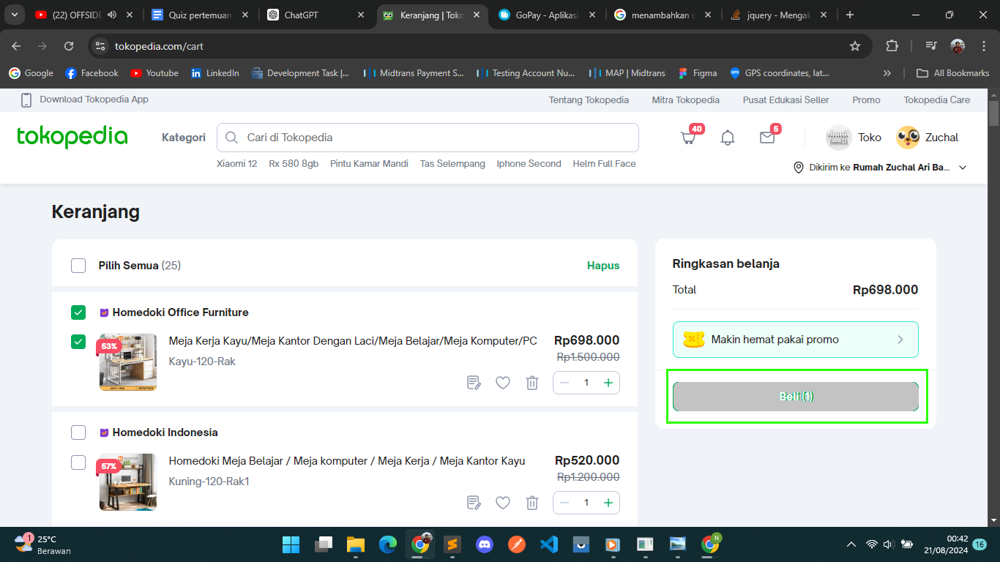 (22) OFFSIDE
Quiz pertemuan
ChatGPT
Keranjang | Toko
GoPay - Aplikasi
menambahkan
jquery - Mengak
tokopedia.com/cart
Google
Facebook
Youtube
LinkedIn
Development Task |...
Midtrans Payment S...
Testing Account Nu...
MAP | Midtrans
Figma
GPS coordinates, lat...
All Bookmarks
Download Tokopedia App
Tentang Tokopedia
Mitra Tokopedia
Pusat Edukasi Seller
Promo
Tokopedia Care
tokopedia
Kategori
Cari di Tokopedia
40
5
Toko
Zuchal
Xiaomi 12
Rx 580 8gb
Pintu Kamar Mandi
Tas Selempang
Iphone Second
Helm Full Face
Dikirim ke Rumah Zuchal Ari Ba...
Keranjang
Pilih Semua (25)
Hapus
Homedoki Office Furniture
53%
Meja Kerja Kayu/Meja Kantor Dengan Laci/Meja Belajar/Meja Komputer/PC
Rp698.000
Kayu-120-Rak
Rp1.500.000
1
Homedoki Indonesia
57%
Homedoki Meja Belajar / Meja komputer / Meja Kerja / Meja Kantor Kayu
Rp520.000
Kuning-120-Rak1
Rp1.200.000
1
Ringkasan belanja
Total
Rp698.000
Makin hemat pakai promo
Beli (1)
1
25°C
Berawan
N
00:42
21/08/2024
16